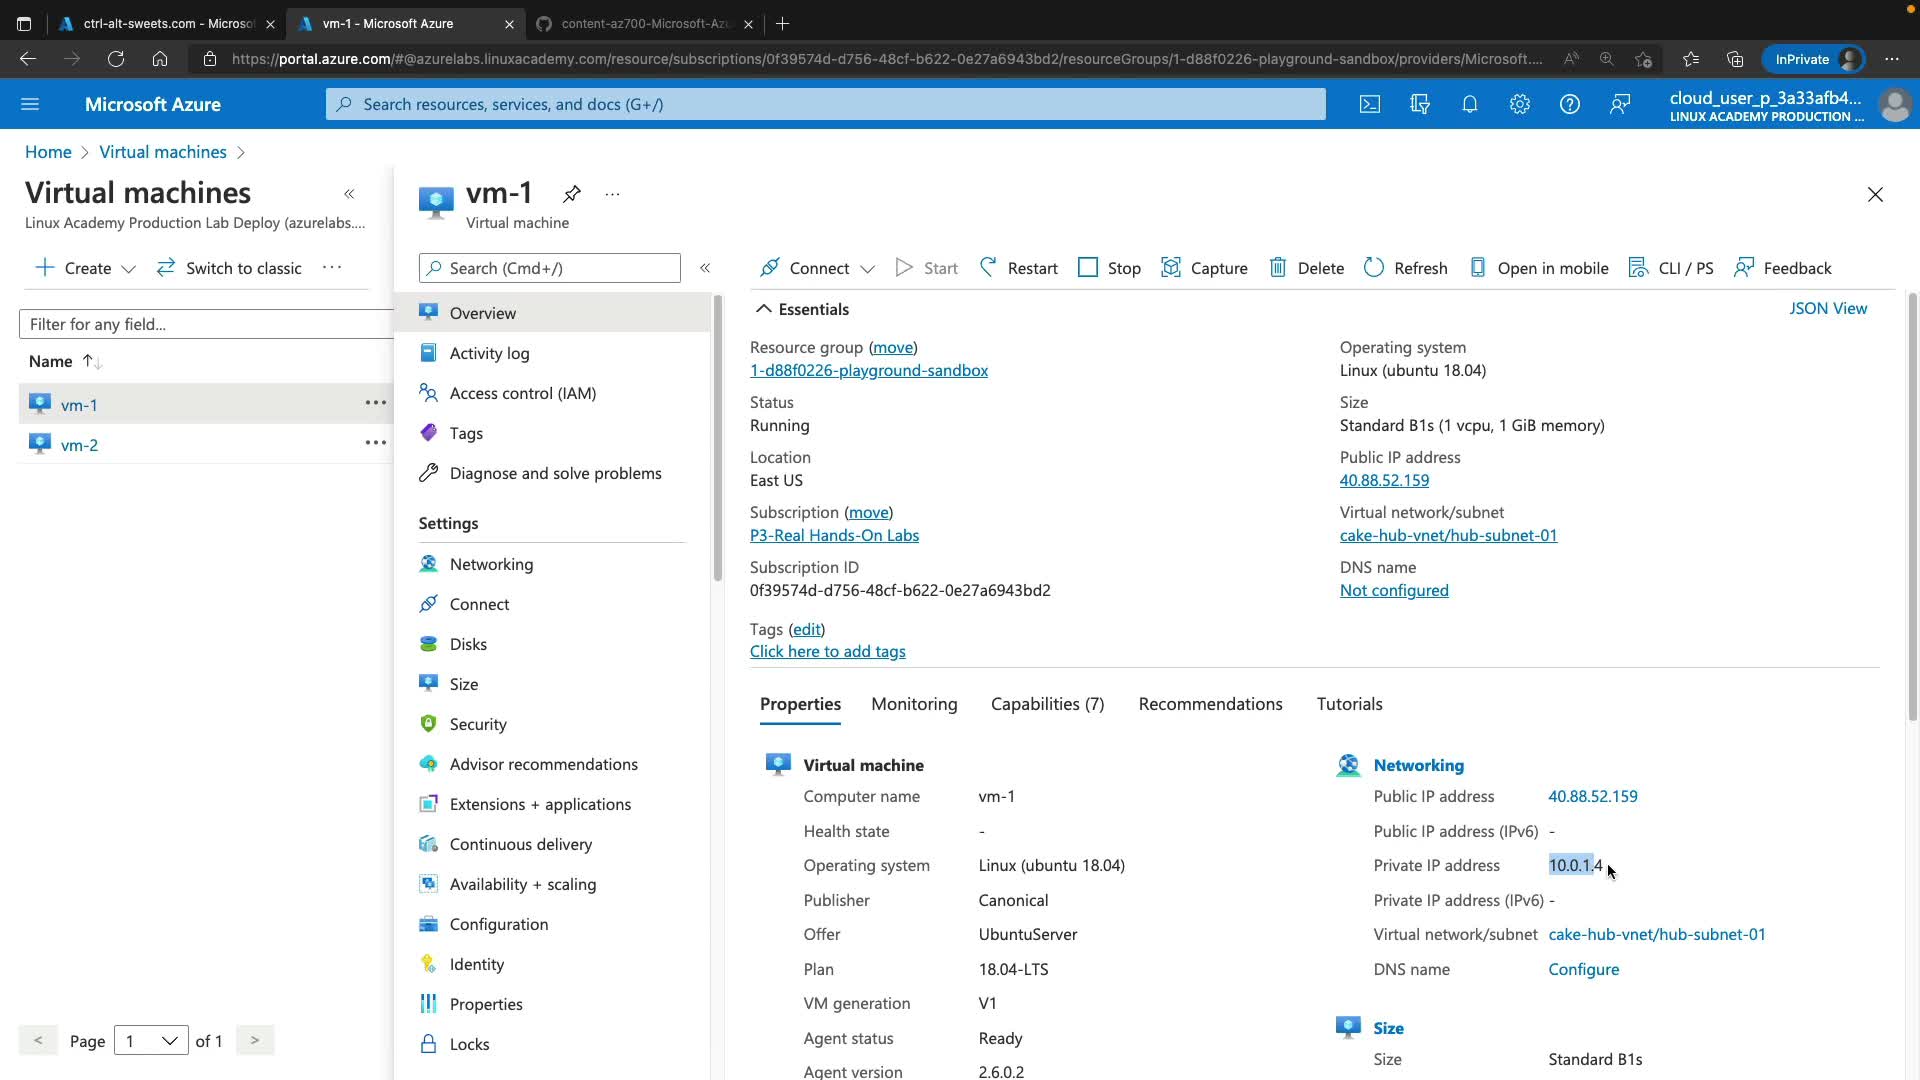 ctrl-alt-sweets.com - Microso
vm-1 - Microsoft Azure
content-az700-Microsoft-Az
https://portal.azure.com/#@azurelabs.linuxacademy.com/resource/subscriptions/0f39574d-d756-48cf-b622-0e27a6943bd2/resourceGroups/1-d88f0226-playground-sandbox/providers/Microsoft....
InPrivate
Microsoft Azure
Search resources, services, and docs (G+/)
cloud_user_p_3a33afb4...
LINUX ACADEMY PRODUCTION ...
Home > Virtual machines >
Virtual machines
Linux Academy Production Lab Deploy (azurelabs....
Create
Switch to classic
Filter for any field...
Name
vm-1
vm-2
< Page 1 of 1 >
vm-1
Virtual machine
Search (Cmd+/)
Overview
Activity log
Access control (IAM)
Tags
Diagnose and solve problems
Settings
Networking
Connect
Disks
Size
Security
Advisor recommendations
Extensions + applications
Continuous delivery
Availability + scaling
Configuration
Identity
Properties
Locks
Connect Start Restart Stop Capture Delete Refresh Open in mobile CLI / PS Feedback
Essentials
JSON View
Resource group (move)
1-d88f0226-playground-sandbox
Status
Running
Location
East US
Subscription (move)
P3-Real Hands-On Labs
Subscription ID
0f39574d-d756-48cf-b622-0e27a6943bd2
Operating system
Linux (ubuntu 18.04)
Size
Standard B1s (1 vcpu, 1 GiB memory)
Public IP address
40.88.52.159
Virtual network/subnet
cake-hub-vnet/hub-subnet-01
DNS name
Not configured
Tags (edit)
Click here to add tags
Properties Monitoring Capabilities (7) Recommendations Tutorials
Virtual machine
Computer name vm-1
Health state -
Operating system Linux (ubuntu 18.04)
Publisher Canonical
Offer UbuntuServer
Plan 18.04-LTS
VM generation V1
Agent status Ready
Agent version 2.6.0.2
Networking
Public IP address 40.88.52.159
Public IP address (IPv6) -
Private IP address 10.0.1.4
Private IP address (IPv6) -
Virtual network/subnet cake-hub-vnet/hub-subnet-01
DNS name Configure
Size
Size Standard B1s